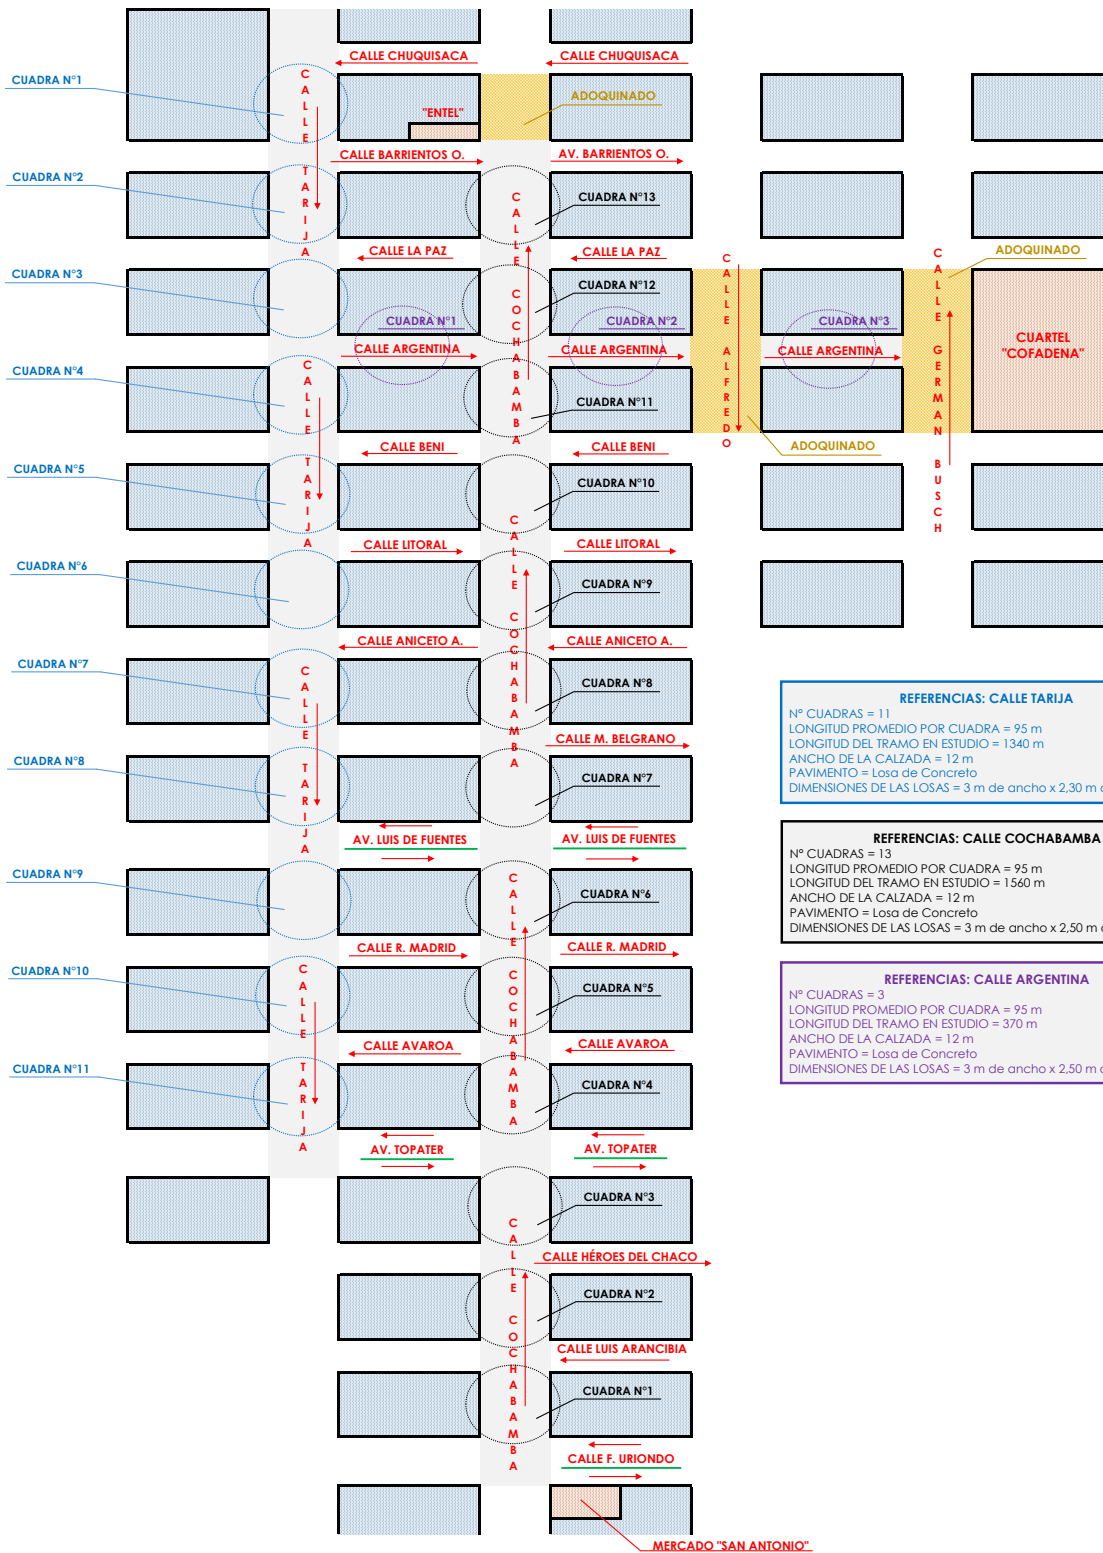 CALLE CHUQUISACA
CALLE CHUQUISACA
CUADRA N°1
CALLE TARIJA
"ENTEL"
ADOQUINADO
CALLE BARRIENTOS O.
AV. BARRIENTOS O.
CUADRA N°2
CUADRA N°13
CALLE COCHABAMBA
CALLE LA PAZ
CALLE LA PAZ
CALLE ALFREDO
CALLE GERMAN BUSCH
ADOQUINADO
CUADRA N°3
CUADRA N°12
CUADRA N°1
CUADRA N°2
CUADRA N°3
CUARTEL
"COFADENA"
CALLE ARGENTINA
CALLE ARGENTINA
CALLE ARGENTINA
CUADRA N°4
CALLE TARIJA
CUADRA N°11
CALLE BENI
CALLE BENI
ADOQUINADO
CUADRA N°5
CUADRA N°10
CALLE COCHABAMBA
CALLE LITORAL
CALLE LITORAL
CUADRA N°6
CUADRA N°9
CALLE ANICETO A.
CALLE ANICETO A.
CUADRA N°7
CALLE TARIJA
CUADRA N°8
CALLE M. BELGRANO
CUADRA N°8
CUADRA N°7
AV. LUIS DE FUENTES
AV. LUIS DE FUENTES
CUADRA N°9
CALLE COCHABAMBA
CUADRA N°6
CALLE R. MADRID
CALLE R. MADRID
CUADRA N°10
CALLE TARIJA
CUADRA N°5
CALLE AVAROA
CALLE AVAROA
CUADRA N°11
CUADRA N°4
AV. TOPATER
AV. TOPATER
CUADRA N°3
CALLE COCHABAMBA
CALLE HÉROES DEL CHACO
CUADRA N°2
CALLE LUIS ARANCIBIA
CUADRA N°1
CALLE F. URIONDO
MERCADO "SAN ANTONIO"
REFERENCIAS: CALLE TARIJA
N° CUADRAS = 11
LONGITUD PROMEDIO POR CUADRA = 95 m
LONGITUD DEL TRAMO EN ESTUDIO = 1340 m
ANCHO DE LA CALZADA = 12 m
PAVIMENTO = Losa de Concreto
DIMENSIONES DE LAS LOSAS = 3 m de ancho x 2,30 m
REFERENCIAS: CALLE COCHABAMBA
N° CUADRAS = 13
LONGITUD PROMEDIO POR CUADRA = 95 m
LONGITUD DEL TRAMO EN ESTUDIO = 1560 m
ANCHO DE LA CALZADA = 12 m
PAVIMENTO = Losa de Concreto
DIMENSIONES DE LAS LOSAS = 3 m de ancho x 2,50 m
REFERENCIAS: CALLE ARGENTINA
N° CUADRAS = 3
LONGITUD PROMEDIO POR CUADRA = 95 m
LONGITUD DEL TRAMO EN ESTUDIO = 370 m
ANCHO DE LA CALZADA = 12 m
PAVIMENTO = Losa de Concreto
DIMENSIONES DE LAS LOSAS = 3 m de ancho x 2,50 m